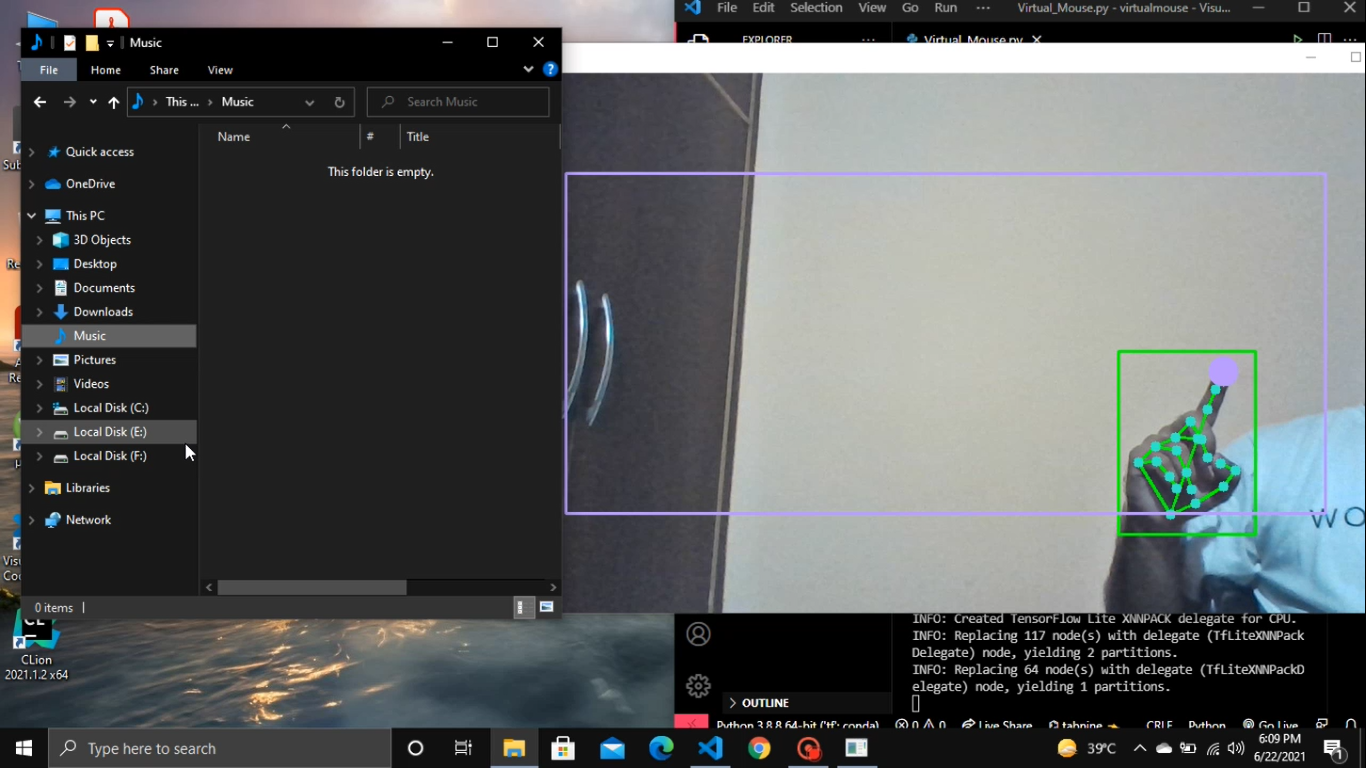 File Edit Selection View Go Run ··· Virtual_Mouse.py - virtualmouse - Visu...
Music
EXPLORER ··· Virtual_Mouse.py
File Home Share View
This ... Music
Search Music
Name # Title
This folder is empty.
Quick access
OneDrive
This PC
3D Objects
Desktop
Documents
Downloads
Music
Pictures
Videos
Local Disk (C:)
Local Disk (E:)
Local Disk (F:)
Libraries
Network
WO
0 items
CLion
2021.1.2 x64
INFO: Created TensorFlow Lite XNNPACK delegate for CPU.
INFO: Replacing 117 node(s) with delegate (TfLiteXNNPack
Delegate) node, yielding 2 partitions.
INFO: Replacing 64 node(s) with delegate (TfLiteXNNPackD
elegate) node, yielding 1 partitions.
OUTLINE
Python 3.8.8 64-bit ('tf': conda) 0 0 Live Share tabnine CRLF Python Go Live
Type here to search
39°C
6:09 PM
6/22/2021
1